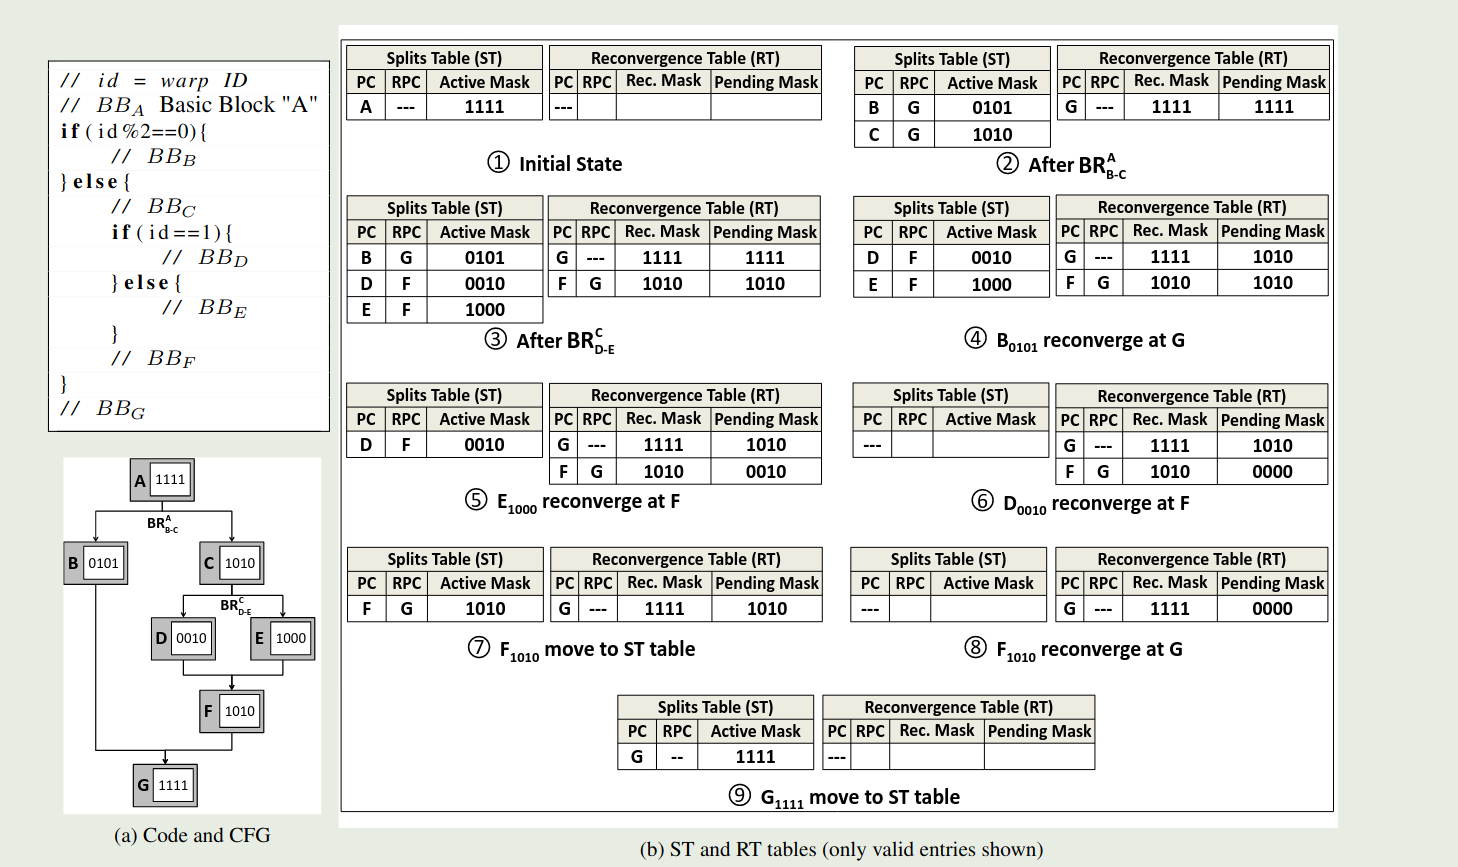 // id = warp ID
// BB_A Basic Block "A"
if(id%2==0){
// BB_B
}else{
// BB_C
if(id==1){
// BB_D
}else{
// BB_E
}
// BB_F
}
// BB_G
A 1111
BR^A_B-C
B 0101
C 1010
BR^C_D-E
D 0010
E 1000
F 1010
G 1111
(a) Code and CFG
Splits Table (ST) Reconvergence Table (RT)
PC RPC Active Mask PC RPC Rec. Mask Pending Mask
A --- 1111 ---
① Initial State
Splits Table (ST) Reconvergence Table (RT)
PC RPC Active Mask PC RPC Rec. Mask Pending Mask
B G 0101 G --- 1111 1111
C G 1010
② After BR^A_B-C
Splits Table (ST) Reconvergence Table (RT)
PC RPC Active Mask PC RPC Rec. Mask Pending Mask
B G 0101 G --- 1111 1111
D F 0010 F G 1010 1010
E F 1000
③ After BR^C_D-E
Splits Table (ST) Reconvergence Table (RT)
PC RPC Active Mask PC RPC Rec. Mask Pending Mask
D F 0010 G --- 1111 1010
E F 1000 F G 1010 1010
④ B_0101 reconverge at G
Splits Table (ST) Reconvergence Table (RT)
PC RPC Active Mask PC RPC Rec. Mask Pending Mask
D F 0010 G --- 1111 1010
F G 1010 0010
⑤ E_1000 reconverge at F
Splits Table (ST) Reconvergence Table (RT)
PC RPC Active Mask PC RPC Rec. Mask Pending Mask
--- G --- 1111 1010
F G 1010 0000
⑥ D_0010 reconverge at F
Splits Table (ST) Reconvergence Table (RT)
PC RPC Active Mask PC RPC Rec. Mask Pending Mask
F G 1010 G --- 1111 1010
⑦ F_1010 move to ST table
Splits Table (ST) Reconvergence Table (RT)
PC RPC Active Mask PC RPC Rec. Mask Pending Mask
--- G --- 1111 0000
⑧ F_1010 reconverge at G
Splits Table (ST) Reconvergence Table (RT)
PC RPC Active Mask PC RPC Rec. Mask Pending Mask
G -- 1111 ---
⑨ G_1111 move to ST table
(b) ST and RT tables (only valid entries shown)